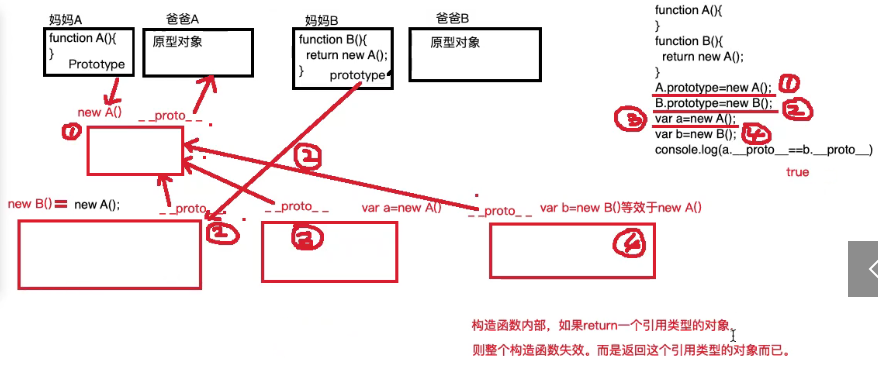 妈妈A
爸爸A
妈妈B
爸爸B
function A(){
}
Prototype
原型对象
function B(){
return new A();
}
prototype
原型对象
new A()
__proto__
①
②
new B()= new A();
__proto__
②
__proto__
③
var a=new A()
__proto__
var b=new B()等效于new A()
④
function A(){
}
function B(){
return new A();
}
A.prototype=new A(); ①
B.prototype=new B(); ②
③ var a=new A();
var b=new B(); ④
console.log(a.__proto__==b.__proto__)
true
构造函数内部，如果return一个引用类型的对象，
则整个构造函数失效。而是返回这个引用类型的对象而已。